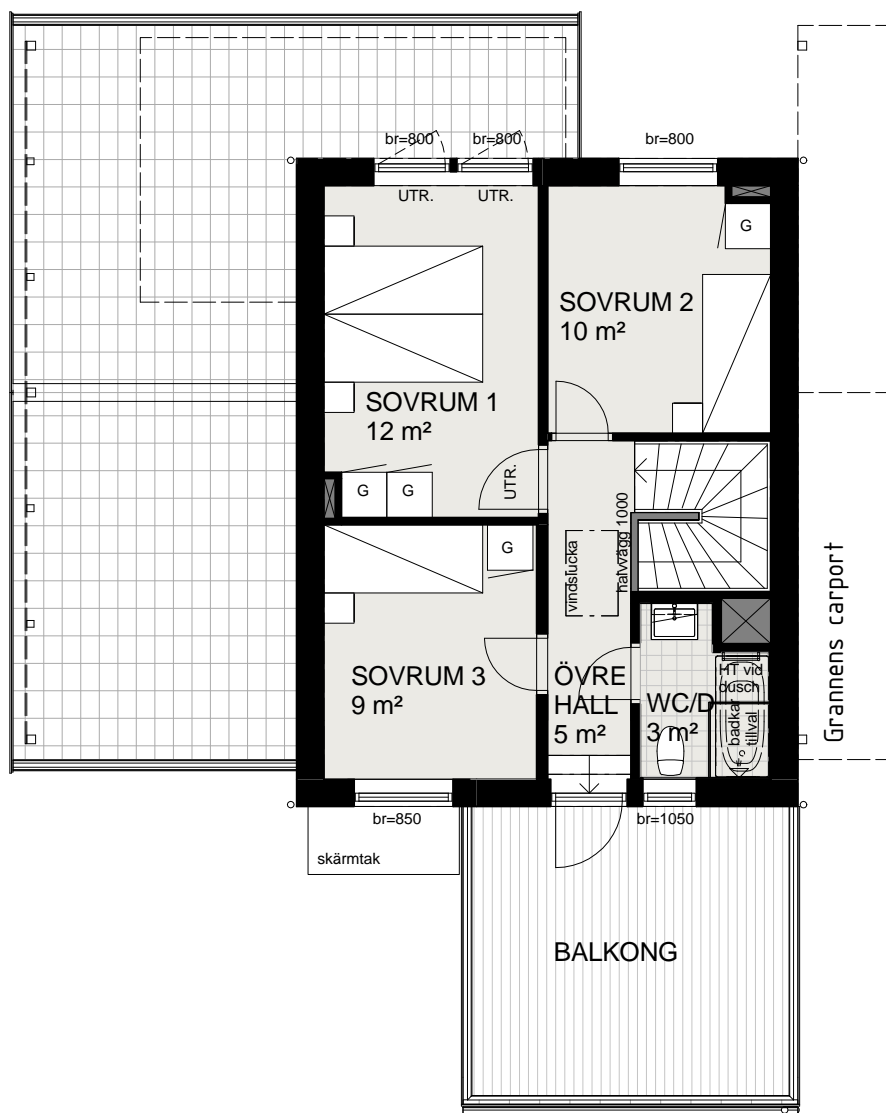 br=800
br=800
br=800
UTR.
UTR.
G
SOVRUM 2
10 m²
SOVRUM 1
12 m²
UTR.
G
G
G
vindslucka
halvvägg 1000
Grannens carport
SOVRUM 3
9 m²
ÖVRE
HALL
5 m²
WC/D
3 m²
HT vid
dusch
badkar
tillval
br=850
br=1050
skärmtak
BALKONG